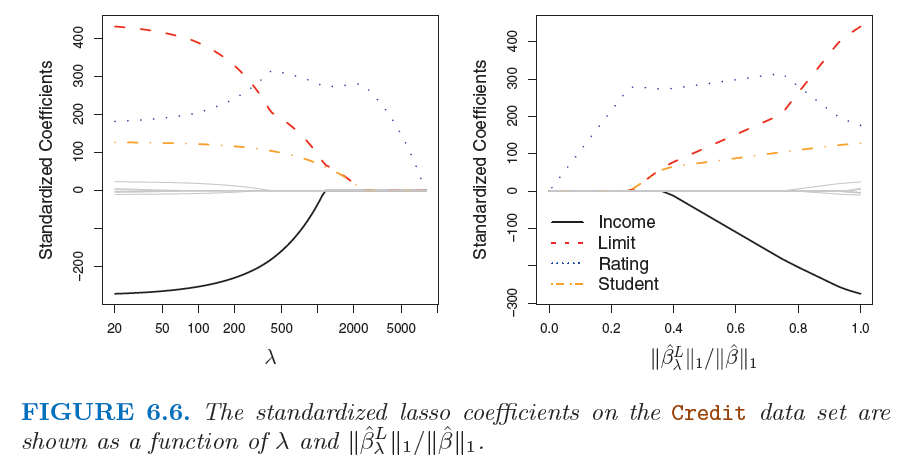 Standardized Coefficients
400
300
200
100
0
−200
20 50 100 200 500 2000 5000
λ
Standardized Coefficients
400
300
200
100
0
−100
−300
Income
Limit
Rating
Student
0.0 0.2 0.4 0.6 0.8 1.0
‖β̂λᴸ‖₁/‖β̂‖₁
FIGURE 6.6. The standardized lasso coefficients on the Credit data set are
shown as a function of λ and ‖β̂λᴸ‖₁/‖β̂‖₁.